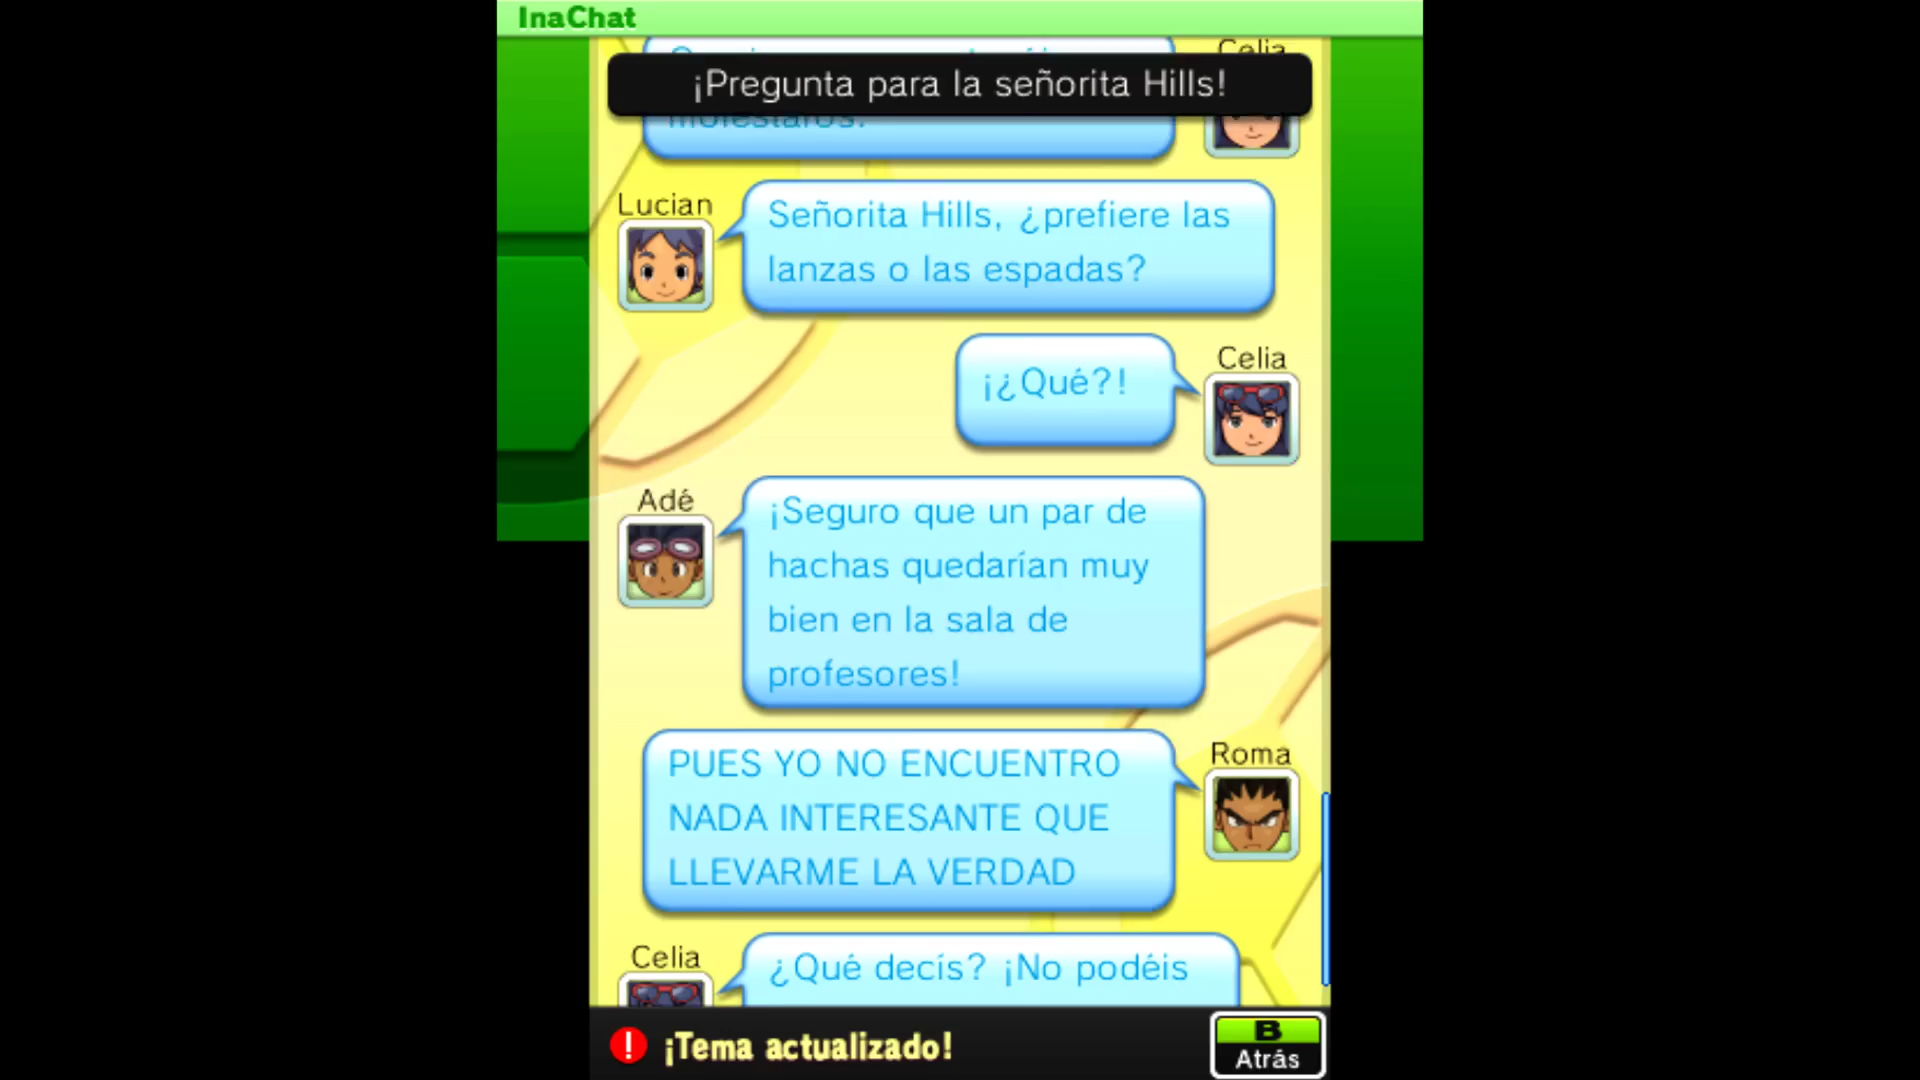 InaChat
Celia
¡Pregunta para la señorita Hills!
molestaros.
Lucian
Señorita Hills, ¿prefiere las
lanzas o las espadas?
Celia
¡¿Qué?!
Adé
¡Seguro que un par de
hachas quedarían muy
bien en la sala de
profesores!
Roma
PUES YO NO ENCUENTRO
NADA INTERESANTE QUE
LLEVARME LA VERDAD
Celia
¿Qué decís? ¡No podéis
! ¡Tema actualizado!
B
Atrás